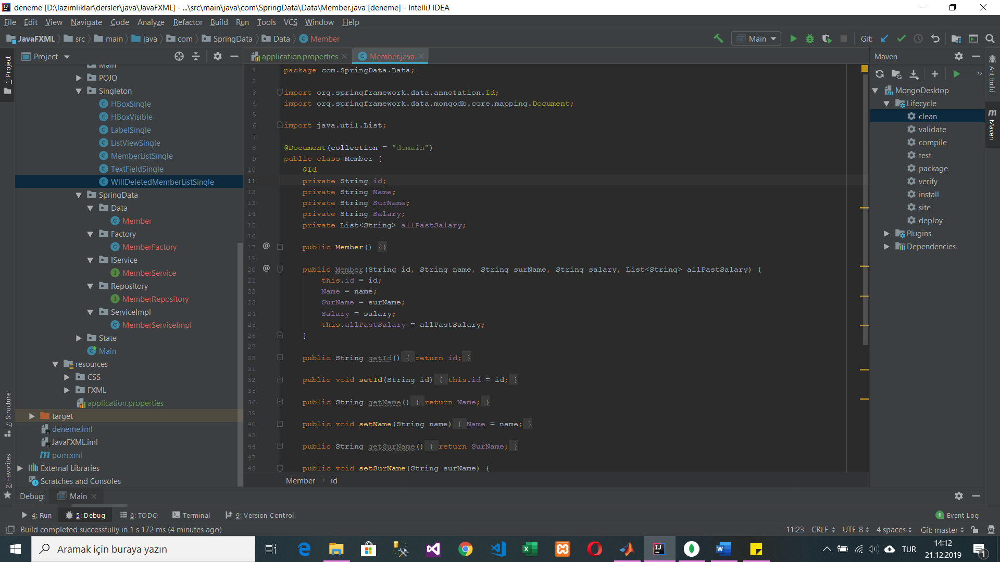 deneme [D:\lazimliklar\dersler\java\JavaFXML] - ...\src\main\java\com\SpringData\Data\Member.java [deneme] - IntelliJ IDEA
File Edit View Navigate Code Analyze Refactor Build Run Tools VCS Window Help
JavaFXML src main java com SpringData Data Member
Main
Git:
1: Project
7: Structure
2: Favorites
Project
Main
POJO
Singleton
HBoxSingle
HBoxVisible
LabelSingle
ListViewSingle
MemberListSingle
TextFieldSingle
WillDeletedMemberListSingle
SpringData
Data
Member
Factory
MemberFactory
IService
MemberService
Repository
MemberRepository
ServiceImpl
MemberServiceImpl
State
Main
resources
CSS
FXML
application.properties
target
deneme.iml
JavaFXML.iml
pom.xml
External Libraries
Scratches and Consoles
application.properties Member.java
1 package com.SpringData.Data;
2
3 import org.springframework.data.annotation.Id;
4 import org.springframework.data.mongodb.core.mapping.Document;
5
6 import java.util.List;
7
8 @Document(collection = "domain")
9 public class Member {
10 @Id
11 private String id;
12 private String Name;
13 private String SurName;
14 private String Salary;
15 private List<String> allPastSalary;
16
17 @ public Member() {}
19
20 @ public Member(String id, String name, String surName, String salary, List<String> allPastSalary) {
21 this.id = id;
22 Name = name;
23 SurName = surName;
24 Salary = salary;
25 this.allPastSalary = allPastSalary;
26 }
27
28 public String getId() { return id; }
31
32 public void setId(String id) { this.id = id; }
35
36 public String getName() { return Name; }
39
40 public void setName(String name) { Name = name; }
43
44 public String getSurName() { return SurName; }
47
48 public void setSurName(String surName) {
Member › id
Maven
MongoDesktop
Lifecycle
clean
validate
compile
test
package
verify
install
site
deploy
Plugins
Dependencies
Ant Build
Maven
Debug: Main
4: Run 5: Debug 6: TODO Terminal 9: Version Control
1 Event Log
Build completed successfully in 1 s 172 ms (4 minutes ago)
11:23 CRLF UTF-8 4 spaces Git: master
Aramak için buraya yazın
TUR
14:12
21.12.2019
1